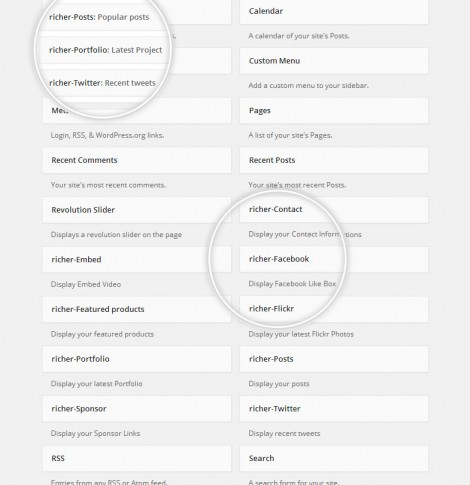 richer-Posts: Popular posts
Calendar
s.
A calendar of your site's Posts.
richer-Portfolio: Latest Project
Custom Menu
richer-Twitter: Recent tweets
Add a custom menu to your sidebar.
Pages
Login, RSS, & WordPress.org links.
A list of your site's Pages.
Recent Comments
Recent Posts
Your site's most recent comments.
Your site's most recent Posts.
Revolution Slider
richer-Contact
Displays a revolution slider on the page
Display your Contact Informations
richer-Embed
richer-Facebook
Display Embed Video
Display Facebook Like Box
richer-Featured products
richer-Flickr
Display your featured products
Display your latest Flickr Photos
richer-Portfolio
richer-Posts
Display your latest Portfolio
Display your posts
richer-Sponsor
richer-Twitter
Display your Sponsor Links
Display recent tweets
RSS
Search
Entries from any RSS or Atom feed.
A search form for your site.